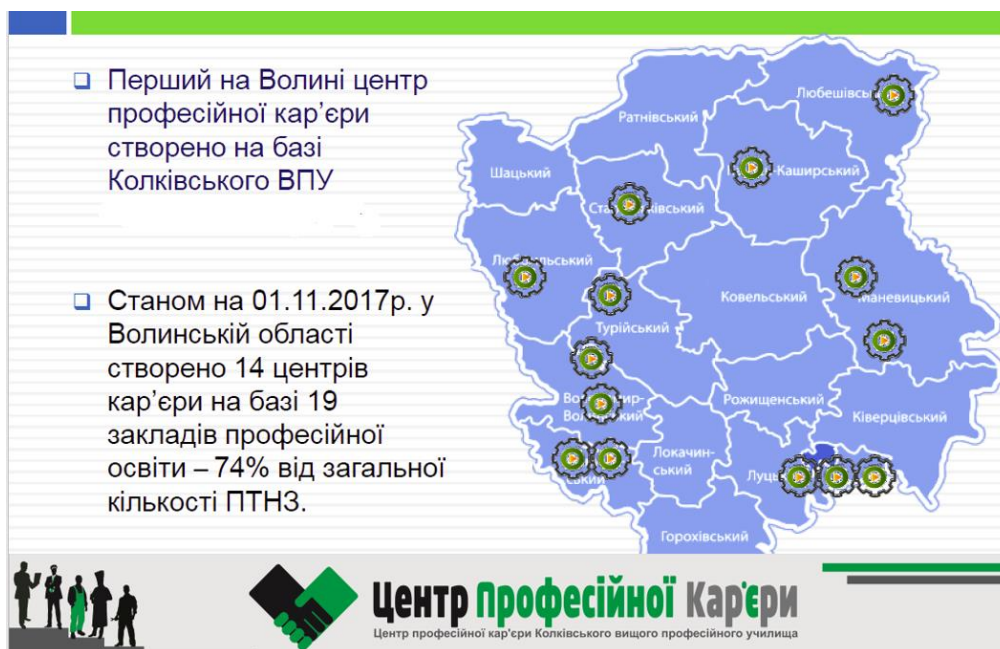 Перший на Волині центр
професійної кар'єри
створено на базі
Колківського ВПУ
Станом на 01.11.2017р. у
Волинській області
створено 14 центрів
кар'єри на базі 19
закладів професійної
освіти – 74% від загальної
кількості ПТНЗ.
Ратнівський
Шацький
Каширський
Ковельський
Маневицький
Турійський
Рожищенський
Ківерцівський
Локачин-
ський
Горохівський
Центр Професійної Кар'єри
Центр професійної кар'єри Колківського вищого професійного училища